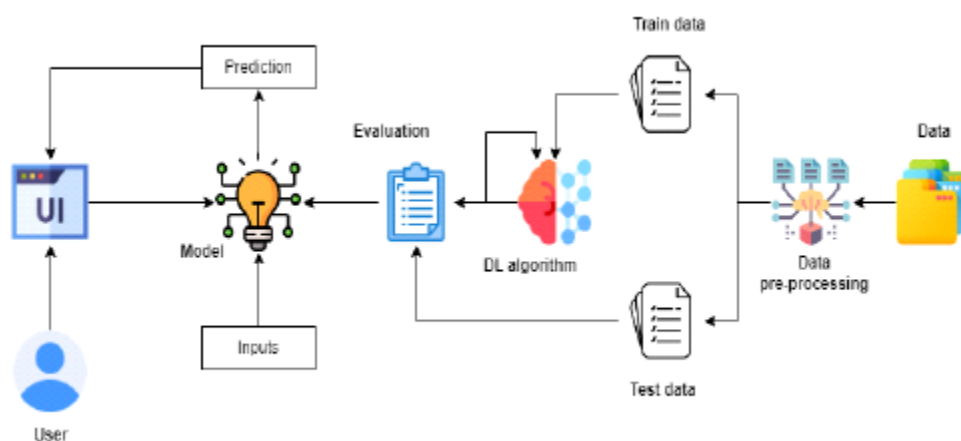 Train data
Prediction
Evaluation
Data
UI
Model
DL algorithm
Data
pre-processing
Inputs
Test data
User